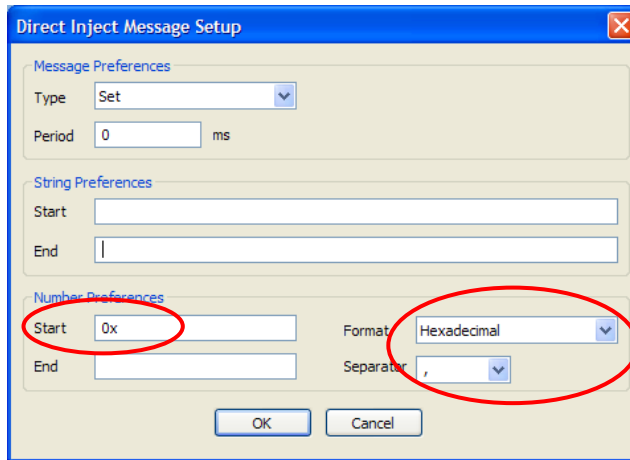 Direct Inject Message Setup
Message Preferences
Type Set
Period 0 ms
String Preferences
Start
End
Number Preferences
Start 0x Format Hexadecimal
End Separator ,
OK Cancel